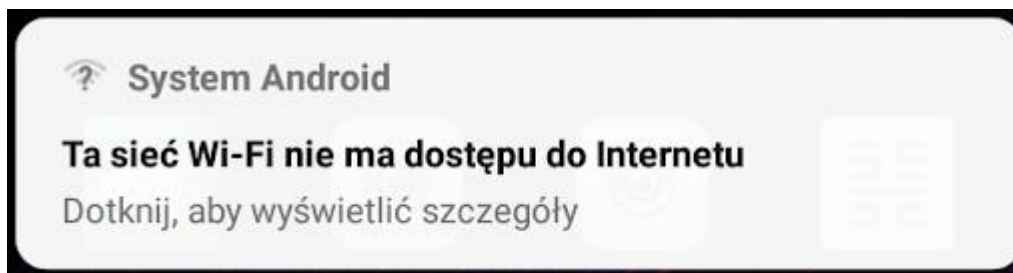 System Android
Ta sieć Wi-Fi nie ma dostępu do Internetu
Dotknij, aby wyświetlić szczegóły